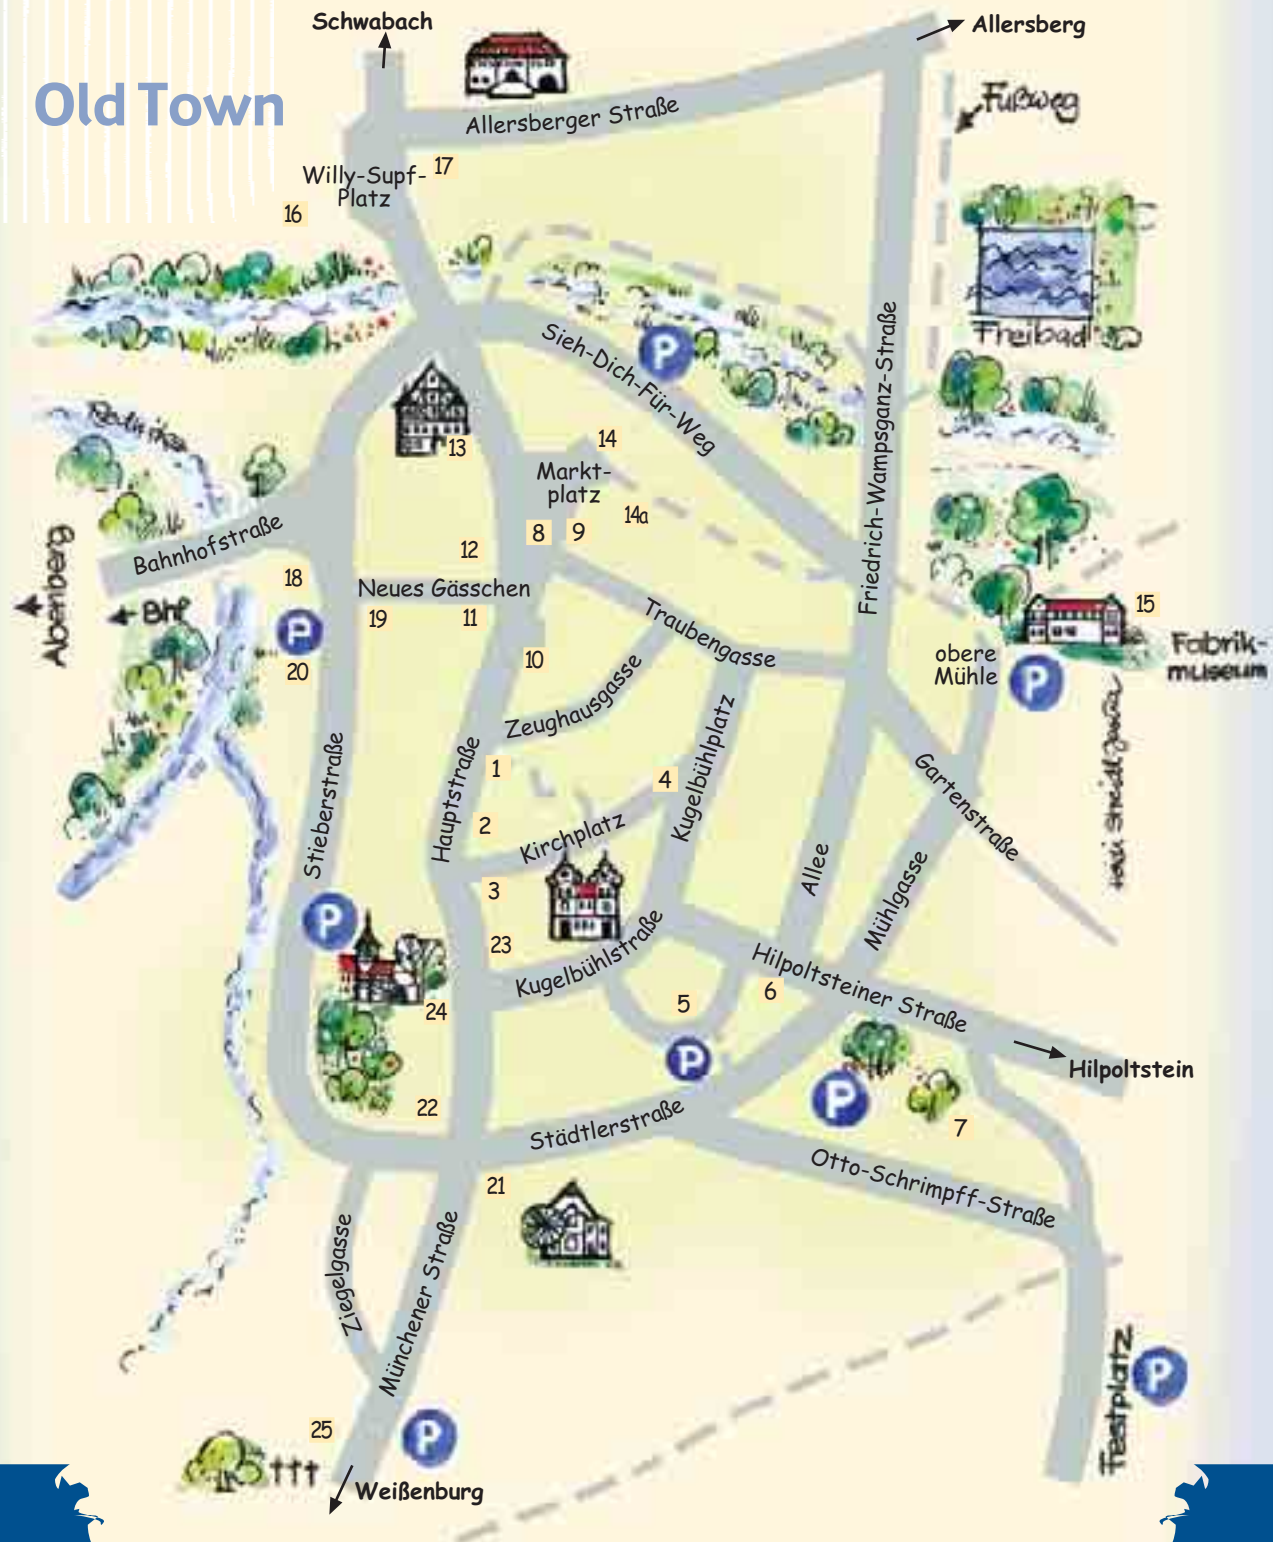 Schwabach
Allersberg
Old Town
Fußweg
Allersberger Straße
17
Willy-Supf-
Platz
16
Freibad
Sieh-Dich-Für-Weg
P
Friedrich-Wampsganz-Straße
13
14
Markt-
platz
14a
8
9
12
Bahnhofstraße
Abenberg
18
Neues Gässchen
Bhf
19
11
P
20
10
Traubengasse
15
Fabrik-
museum
obere
Mühle
P
Zeughausgasse
Stieberstraße
Hauptstraße
1
4
Kugelbühlplatz
Gartenstraße
2
Kirchplatz
Allee
Mühlgasse
3
P
23
Kugelbühlstraße
Hilpoltsteiner Straße
24
5
6
P
Hilpoltstein
P
22
7
Städtlerstraße
Otto-Schrimpff-Straße
21
Ziegelgasse
Münchener Straße
Festplatz
P
25
P
Weißenburg